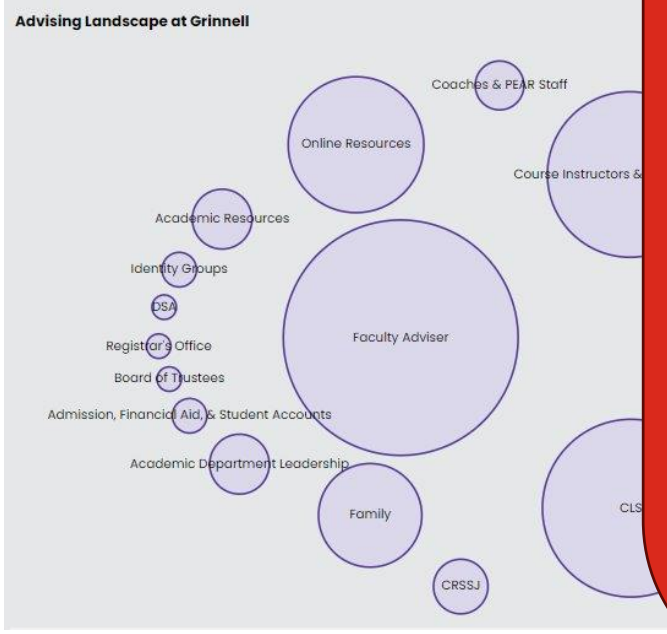 Advising Landscape at Grinnell
Coaches & PEAR Staff
Online Resources
Course Instructors &
Academic Resources
Identity Groups
DSA
Registrar's Office
Faculty Adviser
Board of Trustees
Admission, Financial Aid, & Student Accounts
Academic Department Leadership
Family
CLS
CRSSJ